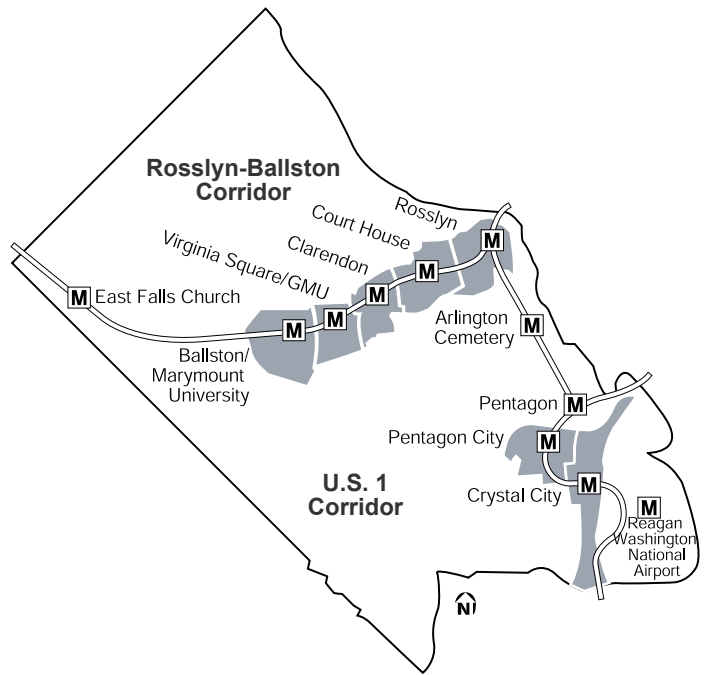 Rosslyn-Ballston
Corridor
Rosslyn
Court House
Clarendon
Virginia Square/GMU
M
M
M
M
M
M
M East Falls Church
Ballston/
Marymount
University
Arlington
Cemetery
M
Pentagon
M
Pentagon City
M
U.S. 1
Corridor
Crystal City
M
M
Reagan
Washington
National
Airport
N